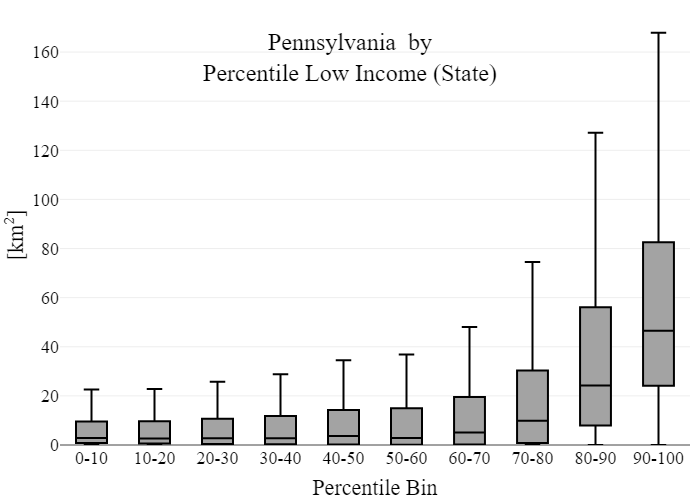 Pennsylvania by
Percentile Low Income (State)
160
140
120
100
80
60
40
20
0
[km²]
0-10 10-20 20-30 30-40 40-50 50-60 60-70 70-80 80-90 90-100
Percentile Bin